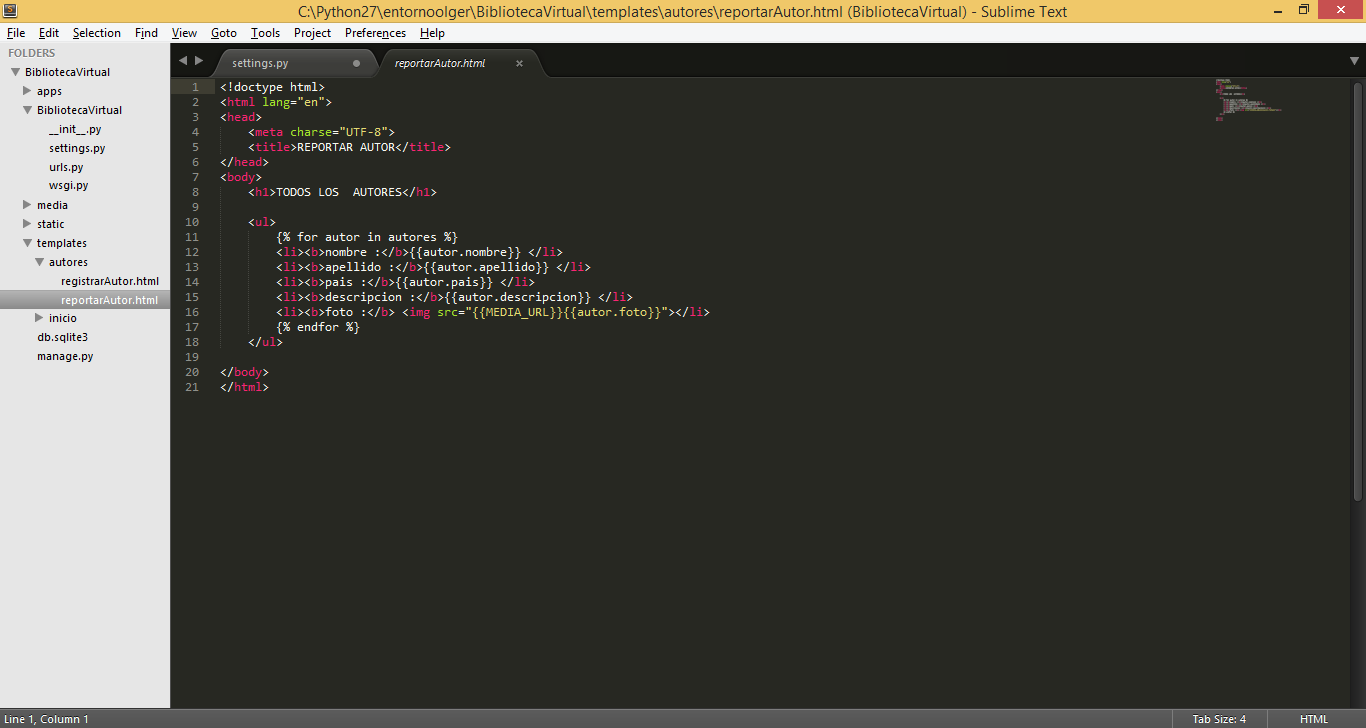 C:\Python27\entornoolger\BibliotecaVirtual\templates\autores\reportarAutor.html (BibliotecaVirtual) - Sublime Text
File Edit Selection Find View Goto Tools Project Preferences Help
FOLDERS
BibliotecaVirtual
apps
BibliotecaVirtual
__init__.py
settings.py
urls.py
wsgi.py
media
static
templates
autores
registrarAutor.html
reportarAutor.html
inicio
db.sqlite3
manage.py
settings.py
reportarAutor.html
1 <!doctype html>
2 <html lang="en">
3 <head>
4 <meta charse="UTF-8">
5 <title>REPORTAR AUTOR</title>
6 </head>
7 <body>
8 <h1>TODOS LOS  AUTORES</h1>
9
10 <ul>
11 {% for autor in autores %}
12 <li><b>nombre :</b>{{autor.nombre}} </li>
13 <li><b>apellido :</b>{{autor.apellido}} </li>
14 <li><b>pais :</b>{{autor.pais}} </li>
15 <li><b>descripcion :</b>{{autor.descripcion}} </li>
16 <li><b>foto :</b> <img src="{{MEDIA_URL}}{{autor.foto}}"></li>
17 {% endfor %}
18 </ul>
19
20 </body>
21 </html>
Line 1, Column 1
Tab Size: 4
HTML